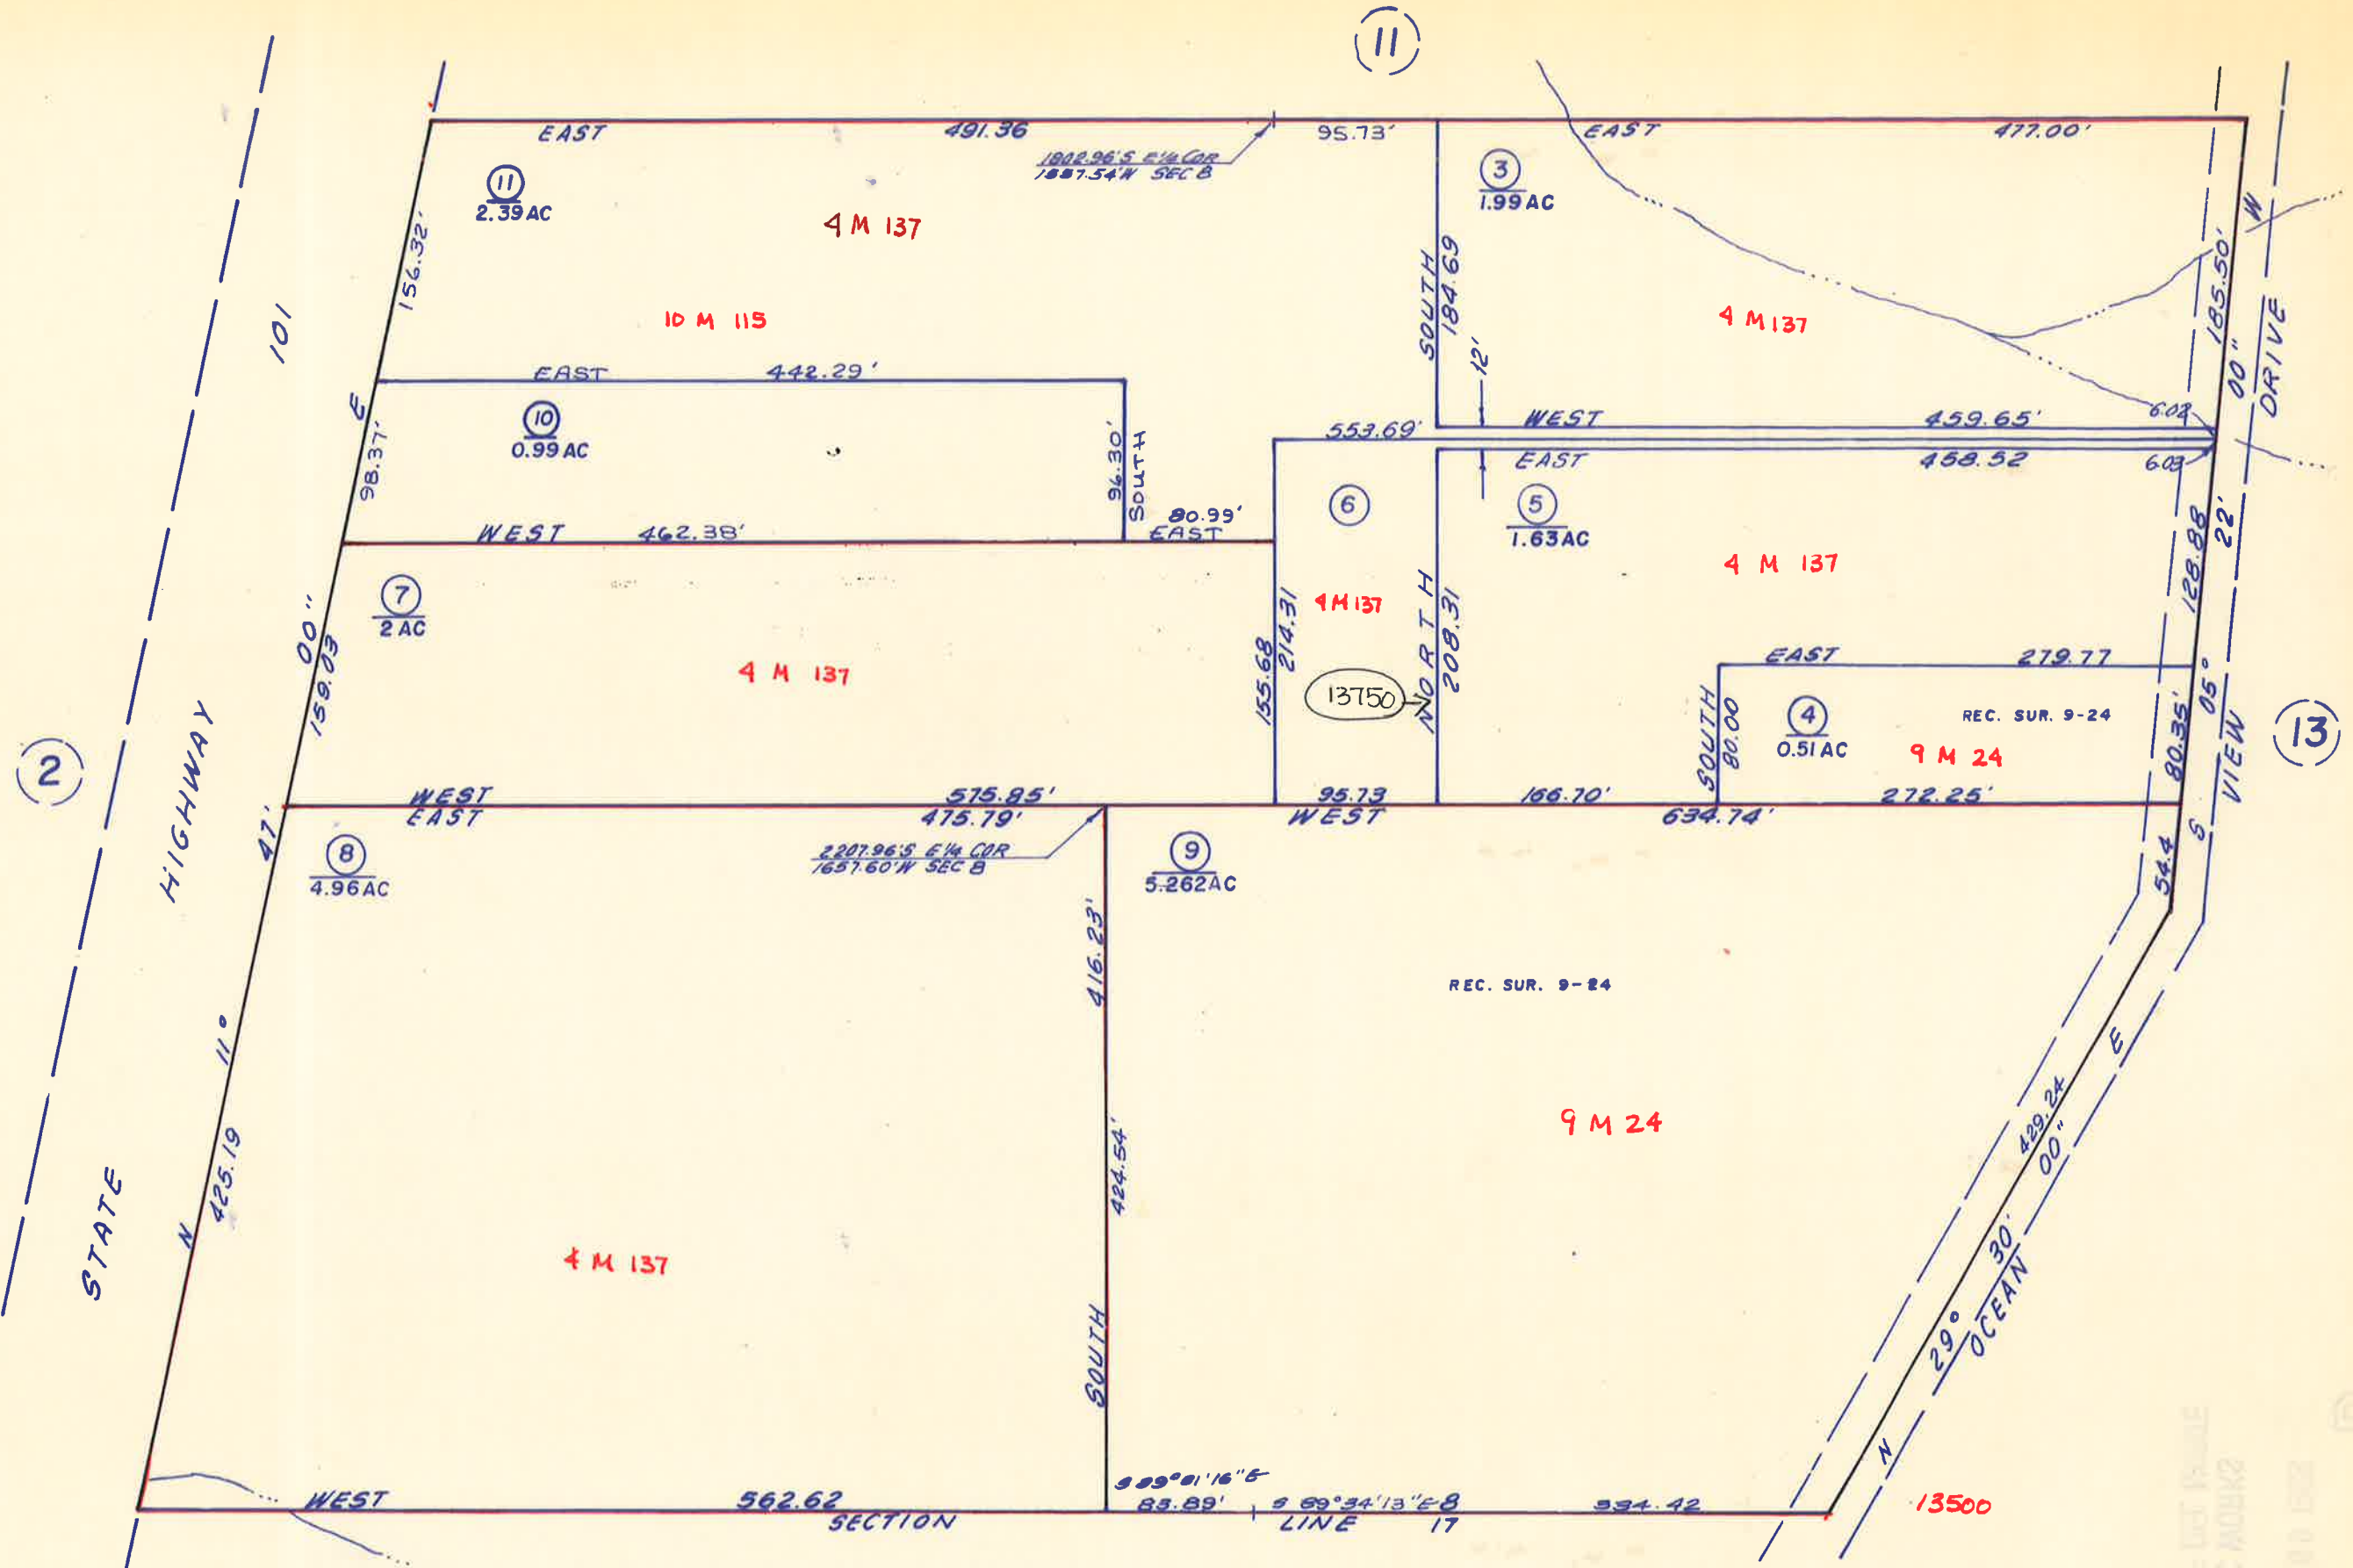 11
EAST 491.36 95.73' EAST 477.00'
1802.96'S E¼ COR
1887.54'W SEC 8
11
2.39 AC
4 M 137
10 M 115
156.32'
3
1.99 AC
SOUTH
184.69
4 M 137
185.50'
101
EAST 442.29'
10
0.99 AC
98.37'
96.30'
SOUTH
12'
WEST 459.65' 6.02
553.69'
EAST 458.52 6.03
WEST 462.38'
80.99'
EAST
6
4 M 137
5
1.63 AC
4 M 137
128.88
7
2 AC
4 M 137
159.03
155.68
214.31
NORTH
208.31
13750
EAST 279.77
SOUTH
80.00
4
0.51 AC
REC. SUR. 9-24
9 M 24
80.35'
S 05° 22' 00" W
VIEW DRIVE
13
2
STATE HIGHWAY
N 11° 47' 00" E
WEST 575.85' 95.73 166.70' 272.25'
EAST 475.79' WEST 634.74'
2207.96'S E¼ COR
1657.60'W SEC 8
8
4.96 AC
9
5.262 AC
54.4
416.23'
REC. SUR. 9-24
425.19
424.54'
9 M 24
429.24
4 M 137
SOUTH
N 29° 30' 00" E
OCEAN
S 89° 01' 16" E
WEST 562.62 83.89' S 89° 34' 13" E 8 334.42
SECTION LINE 17
13500
WORKS